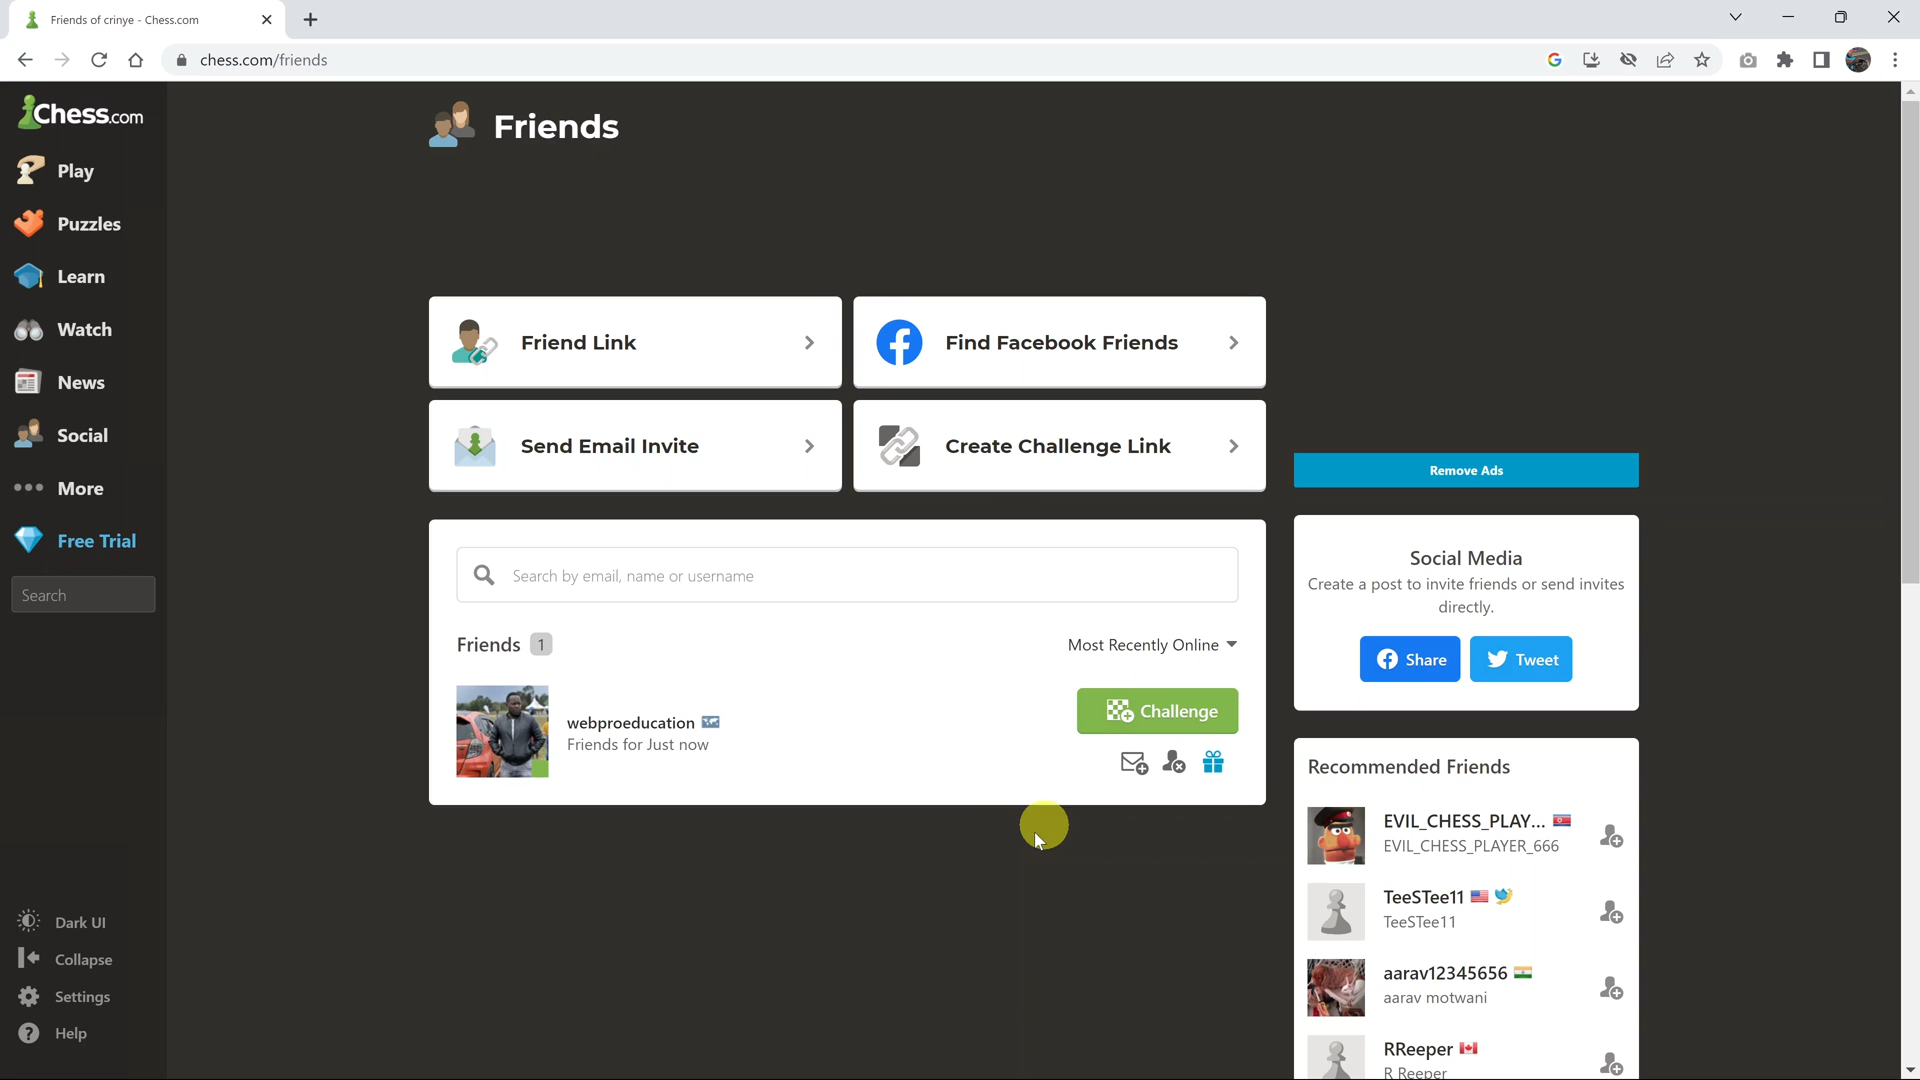 Friends of crinye - Chess.com
chess.com/friends
Chess.com
Play
Puzzles
Learn
Watch
News
Social
More
Free Trial
Search
Dark UI
Collapse
Settings
Help
Friends
Friend Link
Find Facebook Friends
Send Email Invite
Create Challenge Link
Search by email, name or username
Friends 1
Most Recently Online
webproeducation
Friends for Just now
Challenge
Remove Ads
Social Media
Create a post to invite friends or send invites
directly.
Share
Tweet
Recommended Friends
EVIL_CHESS_PLAY...
EVIL_CHESS_PLAYER_666
TeeSTee11
TeeSTee11
aarav12345656
aarav motwani
RReeper
R Reeper